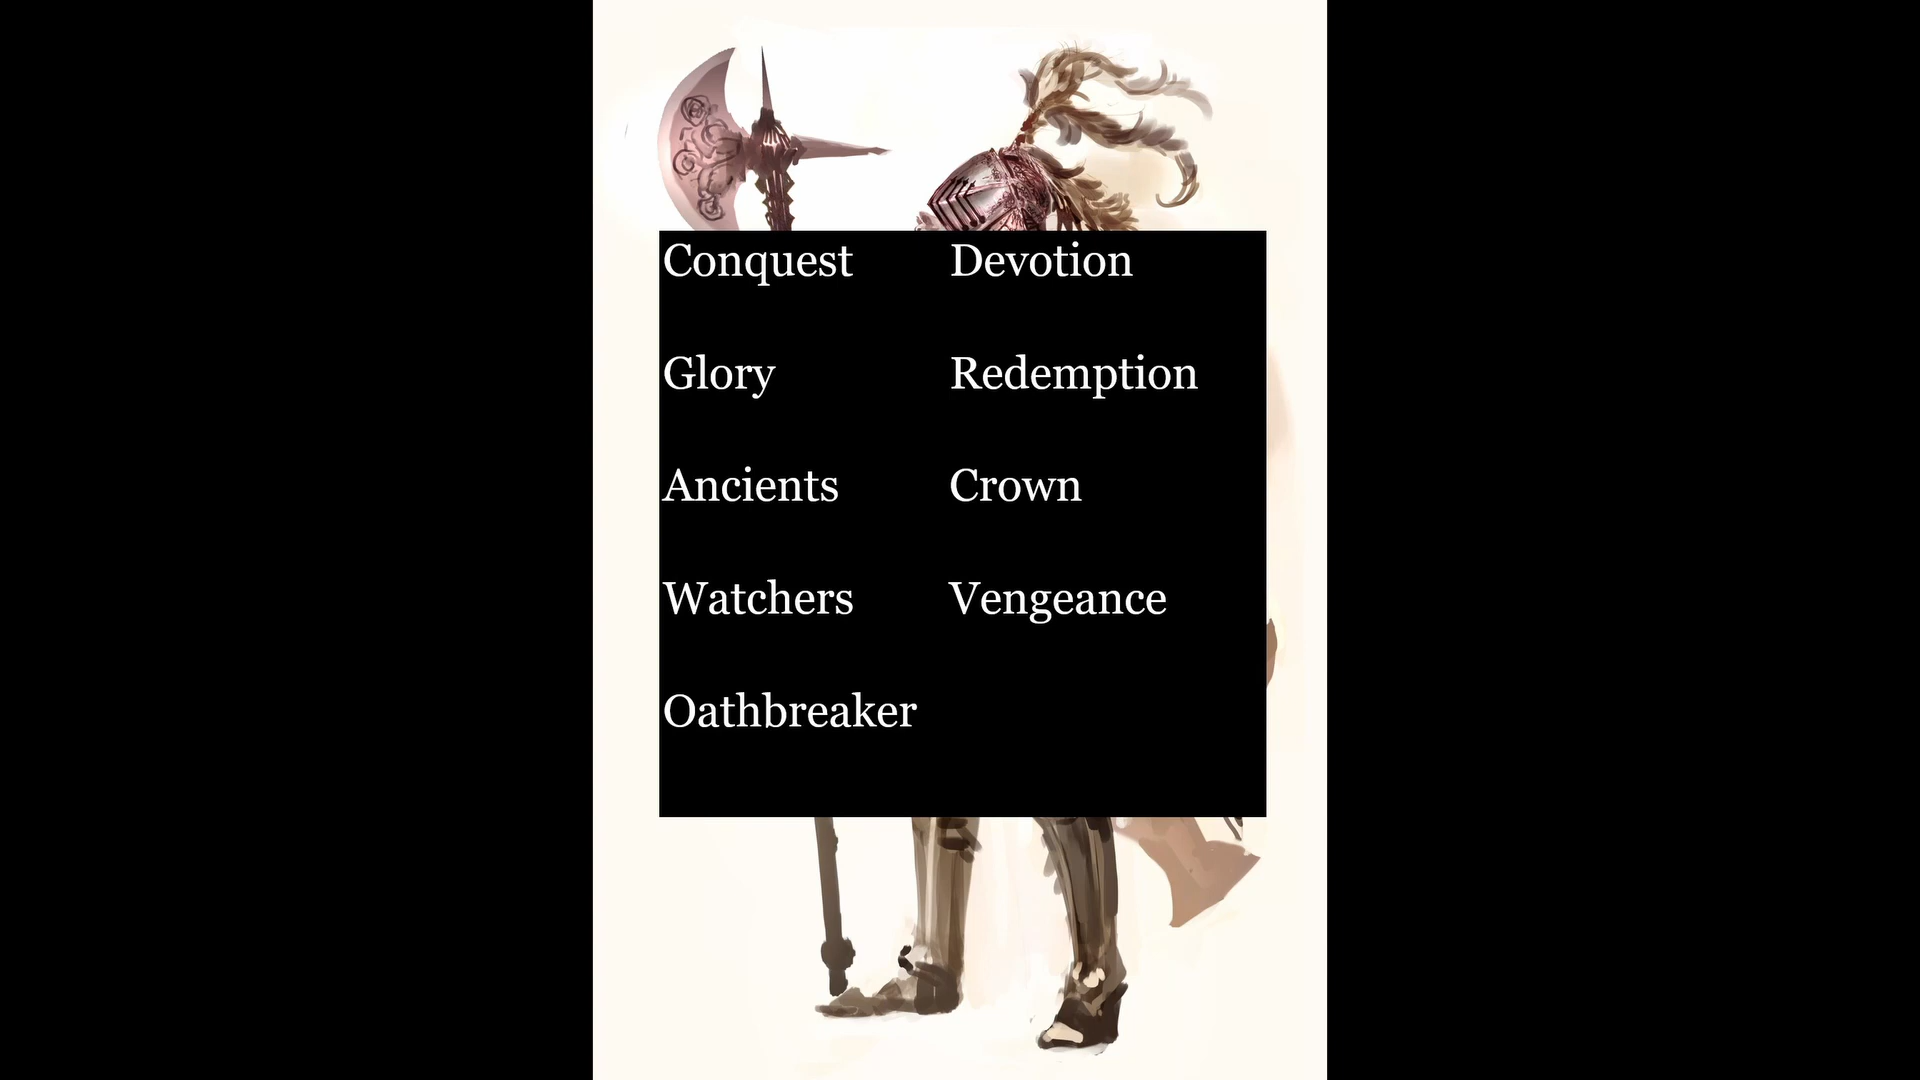 Conquest Devotion
Glory Redemption
Ancients Crown
Watchers Vengeance
Oathbreaker